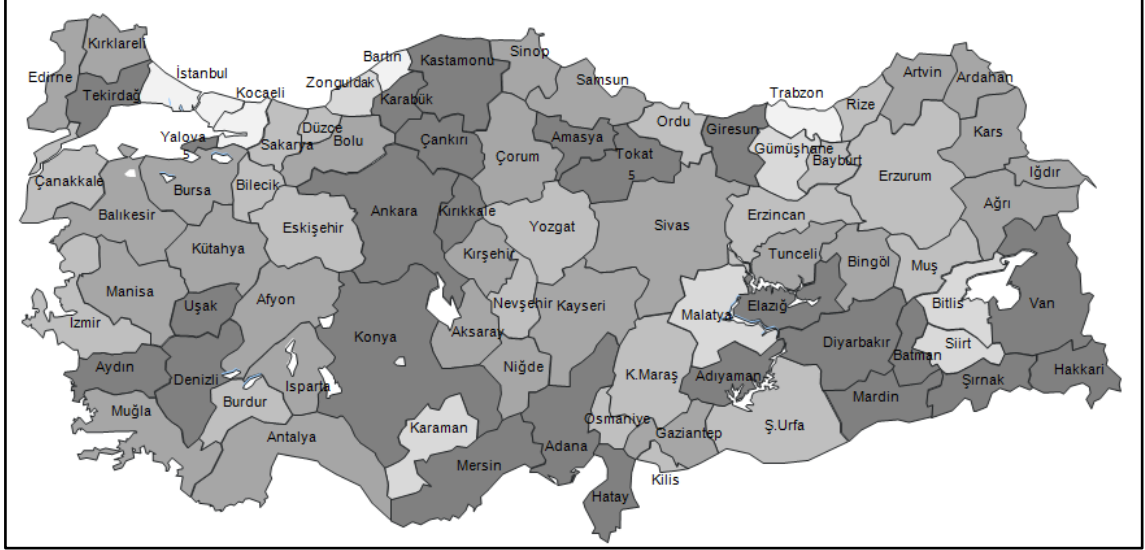 Kırklareli
Edirne
Tekirdağ
İstanbul
Kocaeli
Yalova
5
Sakarya
Düzce
Bolu
Zonguldak
Bartın
Karabük
Kastamonu
Sinop
Samsun
Çankırı
Çorum
Amasya
Tokat
5
Ordu
Giresun
Trabzon
Gümüşhane
Bayburt
Rize
Artvin
Ardahan
Kars
Iğdır
Ağrı
Erzurum
Erzincan
Çanakkale
Balıkesir
Bursa
Bilecik
Kütahya
Eskişehir
Ankara
Kırıkkale
Kırşehir
Yozgat
Sivas
Tunceli
Bingöl
Muş
Bitlis
Van
Manisa
İzmir
Uşak
Afyon
Konya
Aksaray
Nevşehir
Kayseri
Niğde
Malatya
Elazığ
Diyarbakır
Batman
Siirt
Şırnak
Hakkari
Mardin
Aydın
Denizli
Muğla
Burdur
Isparta
Antalya
Karaman
Mersin
Adana
Osmaniye
K.Maraş
Adıyaman
Gaziantep
Ş.Urfa
Kilis
Hatay